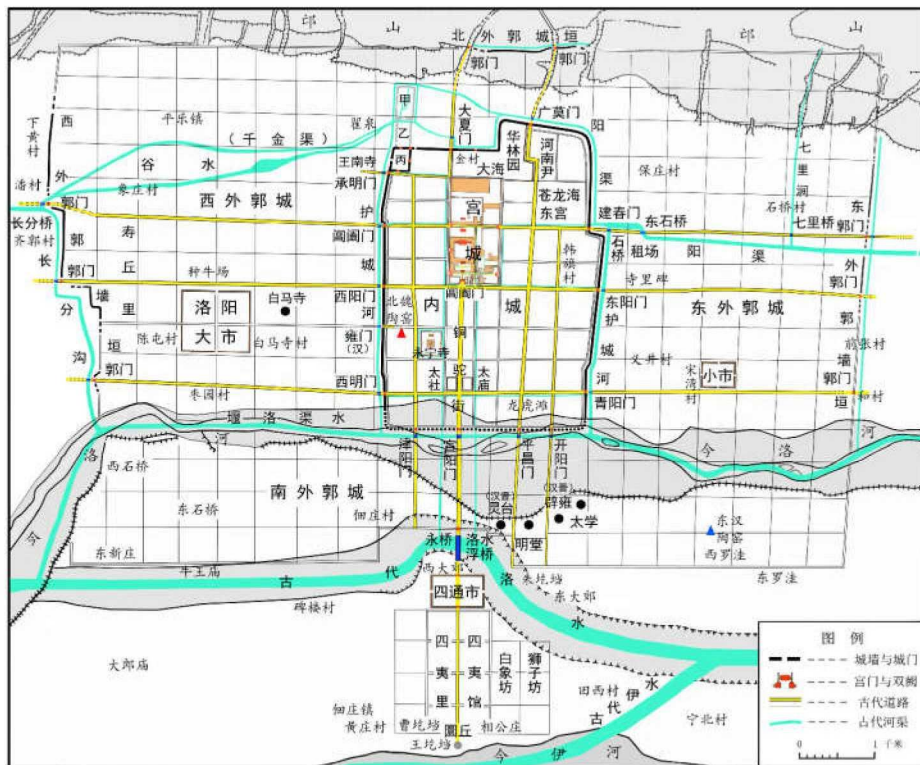 北外郭城垣
邙山
邙山
郭门
郭门
甲
乙
丙
翟泉
大夏门
广莫门
华林园
河南尹
阳渠
七里涧
下黄村
西外郭墙垣
平乐镇
(千金渠)
谷水
王南寺
金村
大海
保庄村
潘村
象庄村
承明门
苍龙海
东宫
石桥村
东外郭墙垣
郭门
西外郭城
护城河
宫城
建春门
东石桥
七里桥
郭门
长分桥
齐郭村
寿丘里
阊阖门
石桥
租场
阳渠
韩旗村
长分沟
郭门
种牛场
寺里碑
洛阳大市
白马寺
西阳门
北魏陶窑
内城
阊阖门
东阳门
东外郭城
护城河
陈屯村
白马寺村
雍门
(汉)
永宁寺
铜驼街
义井村
前张村
郭门
枣园村
西明门
太社
太庙
龙虎滩
青阳门
宋湾村
小市
郭门
和村
堰洛渠水
洛河
今洛河
津阳门
宣阳门
平昌门
开阳门
西石桥
南外郭城
东石桥
佃庄村
(汉晋)
灵台
(汉晋)
辟雍
太学
明堂
东汉陶窑
西罗洼
今洛河
东新庄
牛王庙
古代洛水
永桥
洛水浮桥
西大郊
朱圪垱
东大郊
东罗洼
碑楼村
四通市
大郎庙
四夷里
四夷馆
白象坊
狮子坊
田西村
古代伊水
宁北村
佃庄镇
黄庄村
曹圪垱
圜丘
相公庄
王圪垱
今伊河
图例
城墙与城门
宫门与双阙
古代道路
古代河渠
0 1 千米